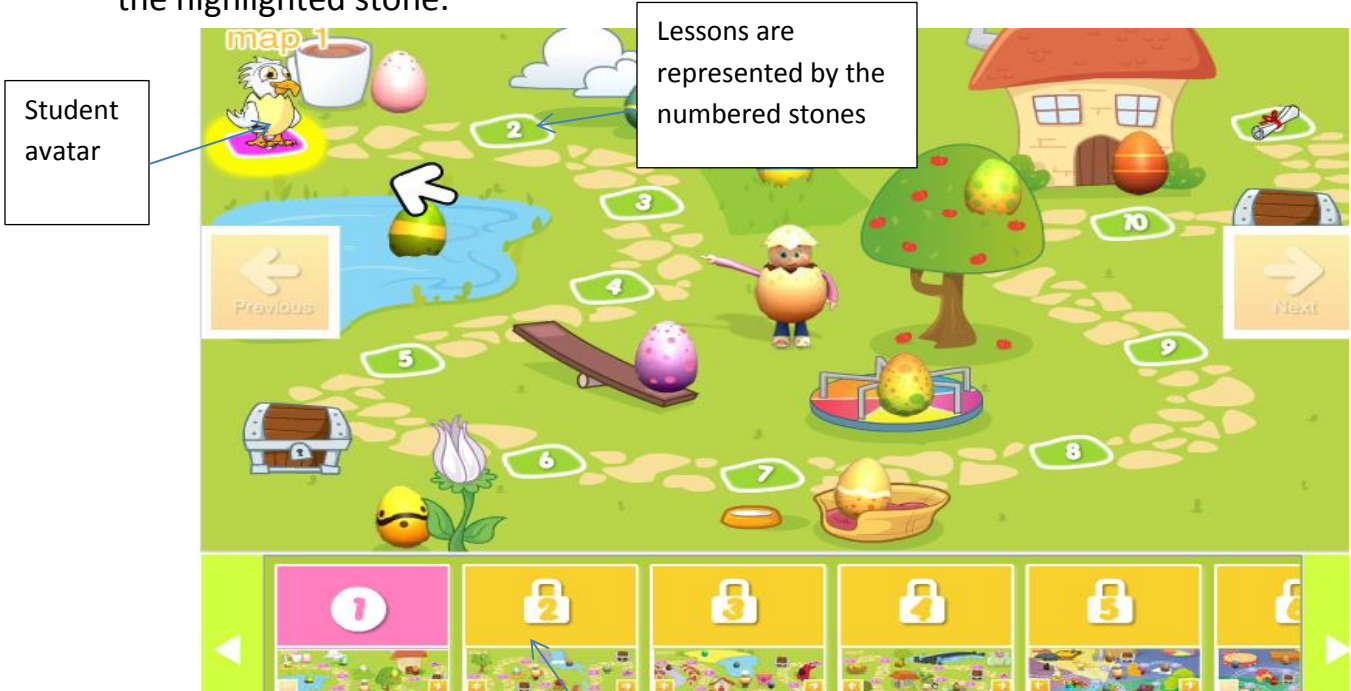 the highlighted stone.
map 1
Lessons are
represented by the
numbered stones
Student
avatar
2
3
10
4
Previous
Next
5
9
6
8
7
1
2
3
4
5
6